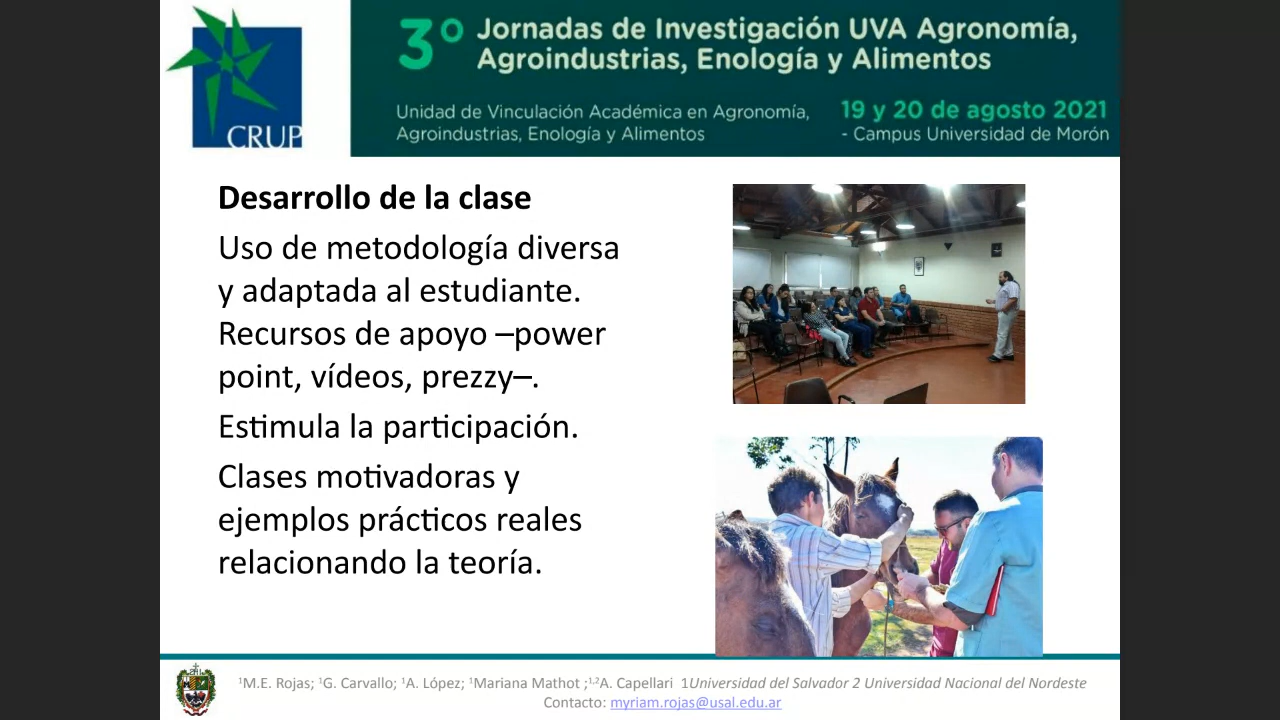 CRUP
3º Jornadas de Investigación UVA Agronomía,
Agroindustrias, Enología y Alimentos
Unidad de Vinculación Académica en Agronomía,
Agroindustrias, Enología y Alimentos
19 y 20 de agosto 2021
- Campus Universidad de Morón
Desarrollo de la clase
Uso de metodología diversa
y adaptada al estudiante.
Recursos de apoyo –power
point, vídeos, prezzy–.
Estimula la participación.
Clases motivadoras y
ejemplos prácticos reales
relacionando la teoría.
¹M.E. Rojas; ¹G. Carvallo; ¹A. López; ¹Mariana Mathot ;¹,²A. Capellari 1Universidad del Salvador 2 Universidad Nacional del Nordeste
Contacto: myriam.rojas@usal.edu.ar